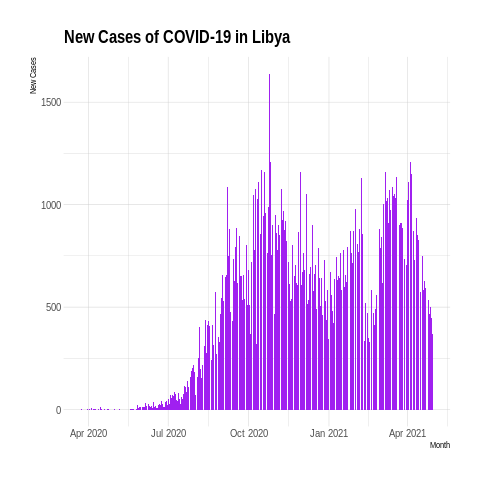 New Cases of COVID-19 in Libya
New Cases
1500
1000
500
0
Apr 2020 Jul 2020 Oct 2020 Jan 2021 Apr 2021
Month